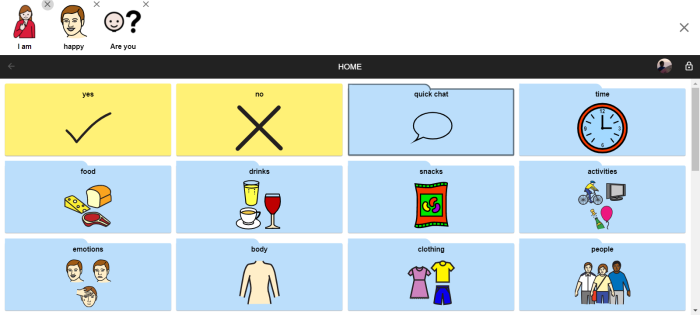 I am happy Are you
HOME
yes no quick chat time
food drinks snacks activities
emotions body clothing people